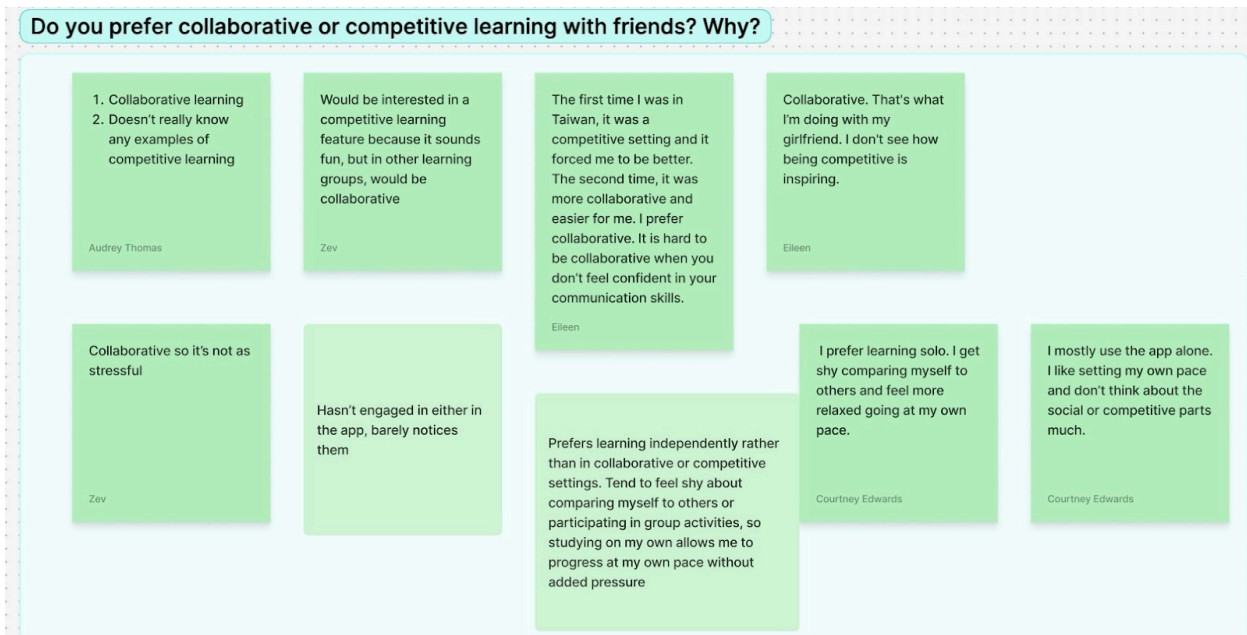 Do you prefer collaborative or competitive learning with friends? Why?
1. Collaborative learning
2. Doesn't really know
any examples of
competitive learning
Audrey Thomas
Would be interested in a
competitive learning
feature because it sounds
fun, but in other learning
groups, would be
collaborative
Zev
The first time I was in
Taiwan, it was a
competitive setting and it
forced me to be better.
The second time, it was
more collaborative and
easier for me. I prefer
collaborative. It is hard to
be collaborative when you
don't feel confident in your
communication skills.
Eileen
Collaborative. That's what
I'm doing with my
girlfriend. I don't see how
being competitive is
inspiring.
Eileen
Collaborative so it's not as
stressful
Zev
Hasn't engaged in either in
the app, barely notices
them
Prefers learning independently rather
than in collaborative or competitive
settings. Tend to feel shy about
comparing myself to others or
participating in group activities, so
studying on my own allows me to
progress at my own pace without
added pressure
I prefer learning solo. I get
shy comparing myself to
others and feel more
relaxed going at my own
pace.
Courtney Edwards
I mostly use the app alone.
I like setting my own pace
and don't think about the
social or competitive parts
much.
Courtney Edwards